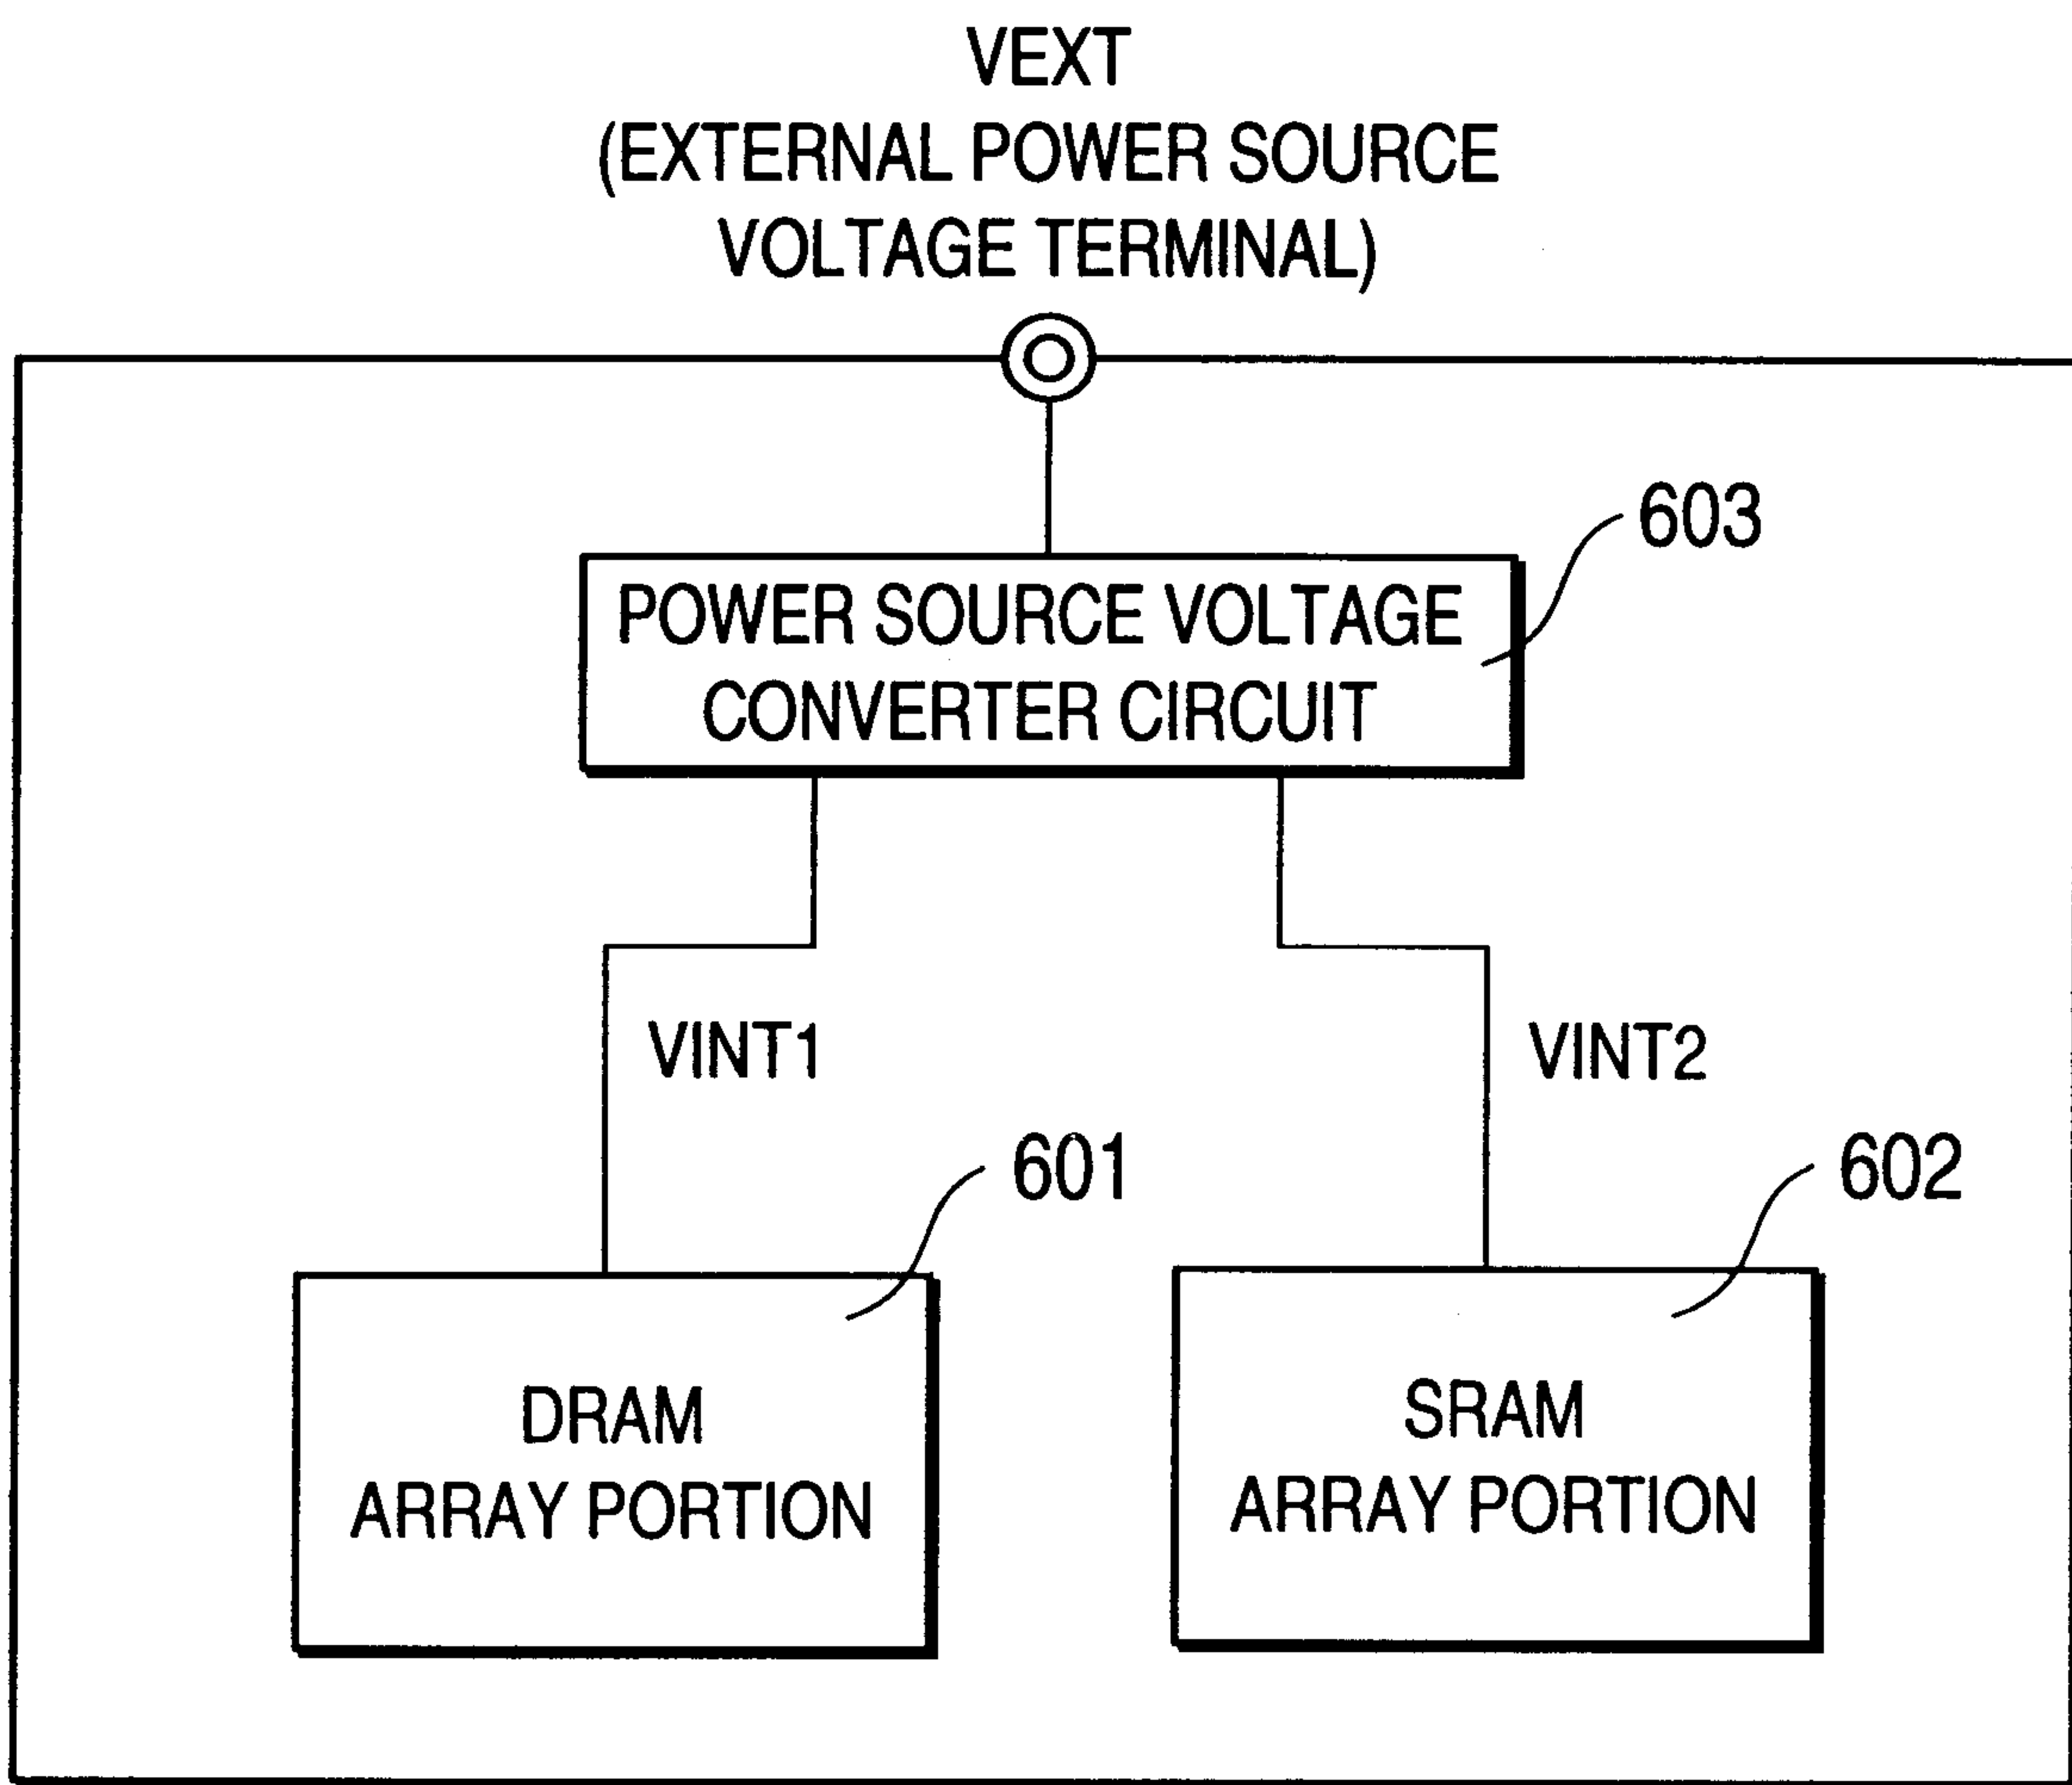 VEXT
(EXTERNAL POWER SOURCE
VOLTAGE TERMINAL)
603
POWER SOURCE VOLTAGE
CONVERTER CIRCUIT
VINT1
VINT2
601
602
DRAM
ARRAY PORTION
SRAM
ARRAY PORTION